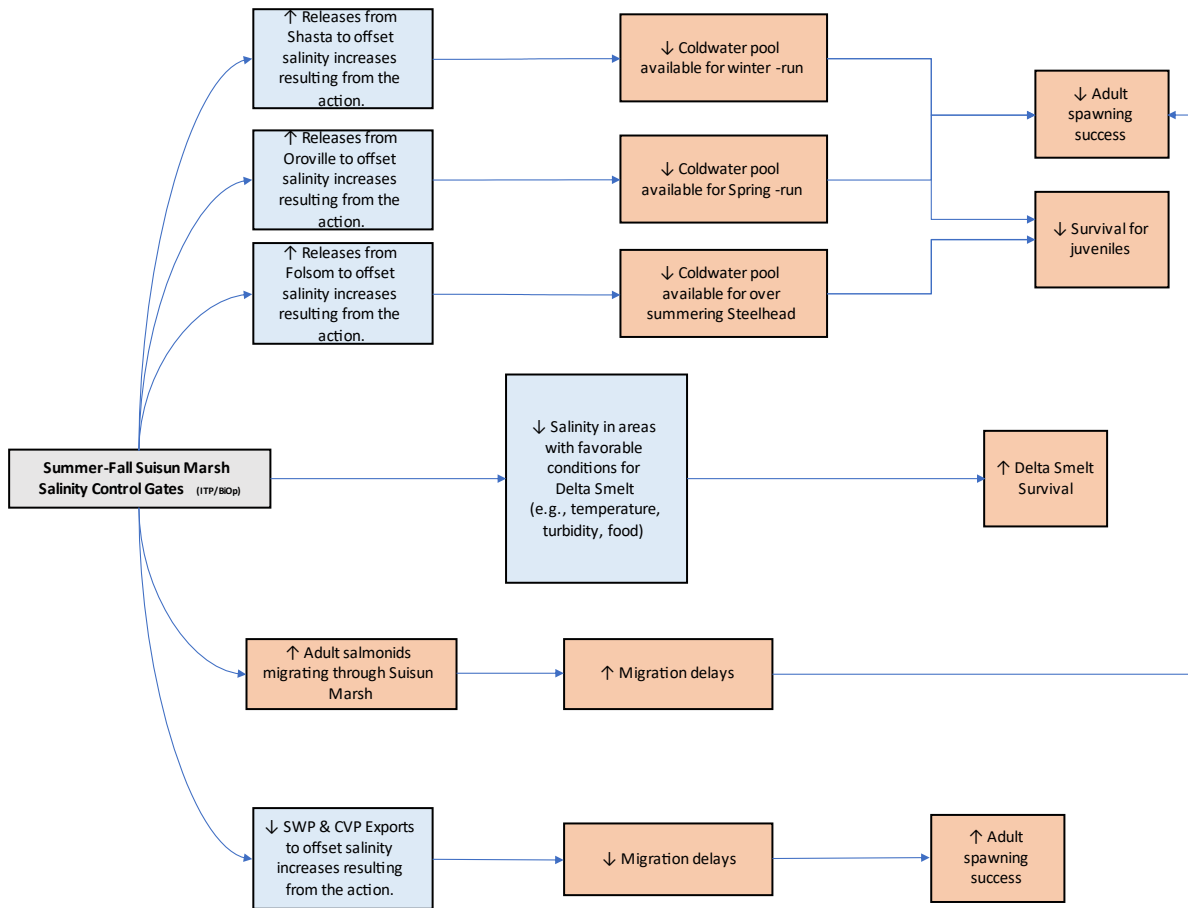 ↑ Releases from
Shasta to offset
salinity increases
resulting from the
action.
↓ Coldwater pool
available for winter -run
↓ Adult
spawning
success
↑ Releases from
Oroville to offset
salinity increases
resulting from the
action.
↓ Coldwater pool
available for Spring -run
↓ Survival for
juveniles
↑ Releases from
Folsom to offset
salinity increases
resulting from the
action.
↓ Coldwater pool
available for over
summering Steelhead
Summer-Fall Suisun Marsh
Salinity Control Gates (ITP/BiOp)
↓ Salinity in areas
with favorable
conditions for
Delta Smelt
(e.g., temperature,
turbidity, food)
↑ Delta Smelt
Survival
↑ Adult salmonids
migrating through Suisun
Marsh
↑ Migration delays
↓ SWP & CVP Exports
to offset salinity
increases resulting
from the action.
↓ Migration delays
↑ Adult
spawning
success